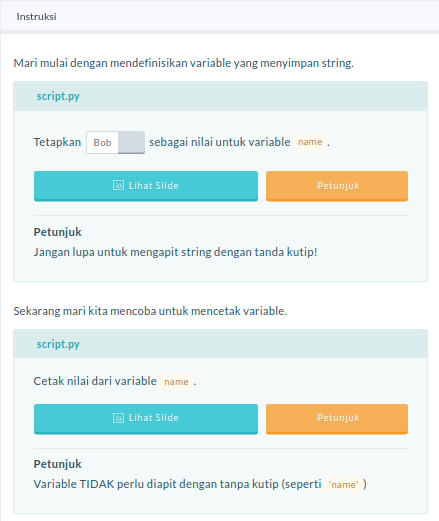 Instruksi
Mari mulai dengan mendefinisikan variable yang menyimpan string.
script.py
Tetapkan Bob sebagai nilai untuk variable name .
Lihat Slide Petunjuk
Petunjuk
Jangan lupa untuk mengapit string dengan tanda kutip!
Sekarang mari kita mencoba untuk mencetak variable.
script.py
Cetak nilai dari variable name .
Lihat Slide Petunjuk
Petunjuk
Variable TIDAK perlu diapit dengan tanpa kutip (seperti 'name' )